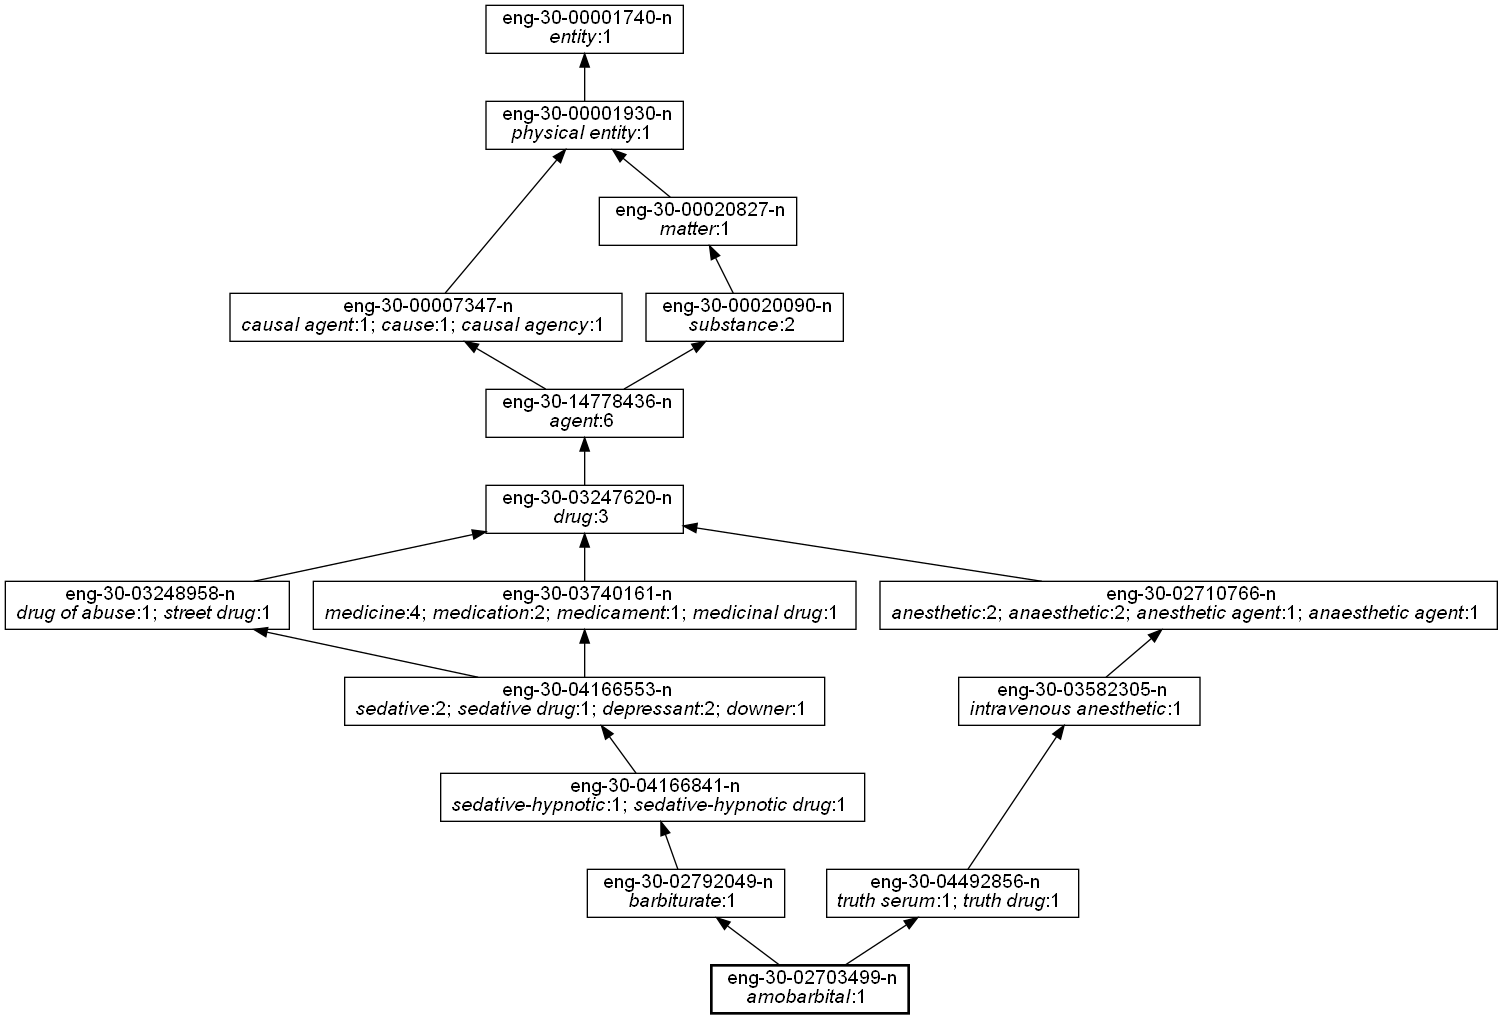 eng-30-00001740-n
entity:1
eng-30-00001930-n
physical entity:1
eng-30-00020827-n
matter:1
eng-30-00007347-n
causal agent:1; cause:1; causal agency:1
eng-30-00020090-n
substance:2
eng-30-14778436-n
agent:6
eng-30-03247620-n
drug:3
eng-30-03248958-n
drug of abuse:1; street drug:1
eng-30-03740161-n
medicine:4; medication:2; medicament:1; medicinal drug:1
eng-30-02710766-n
anesthetic:2; anaesthetic:2; anesthetic agent:1; anaesthetic agent:1
eng-30-04166553-n
sedative:2; sedative drug:1; depressant:2; downer:1
eng-30-03582305-n
intravenous anesthetic:1
eng-30-04166841-n
sedative-hypnotic:1; sedative-hypnotic drug:1
eng-30-02792049-n
barbiturate:1
eng-30-04492856-n
truth serum:1; truth drug:1
eng-30-02703499-n
amobarbital:1